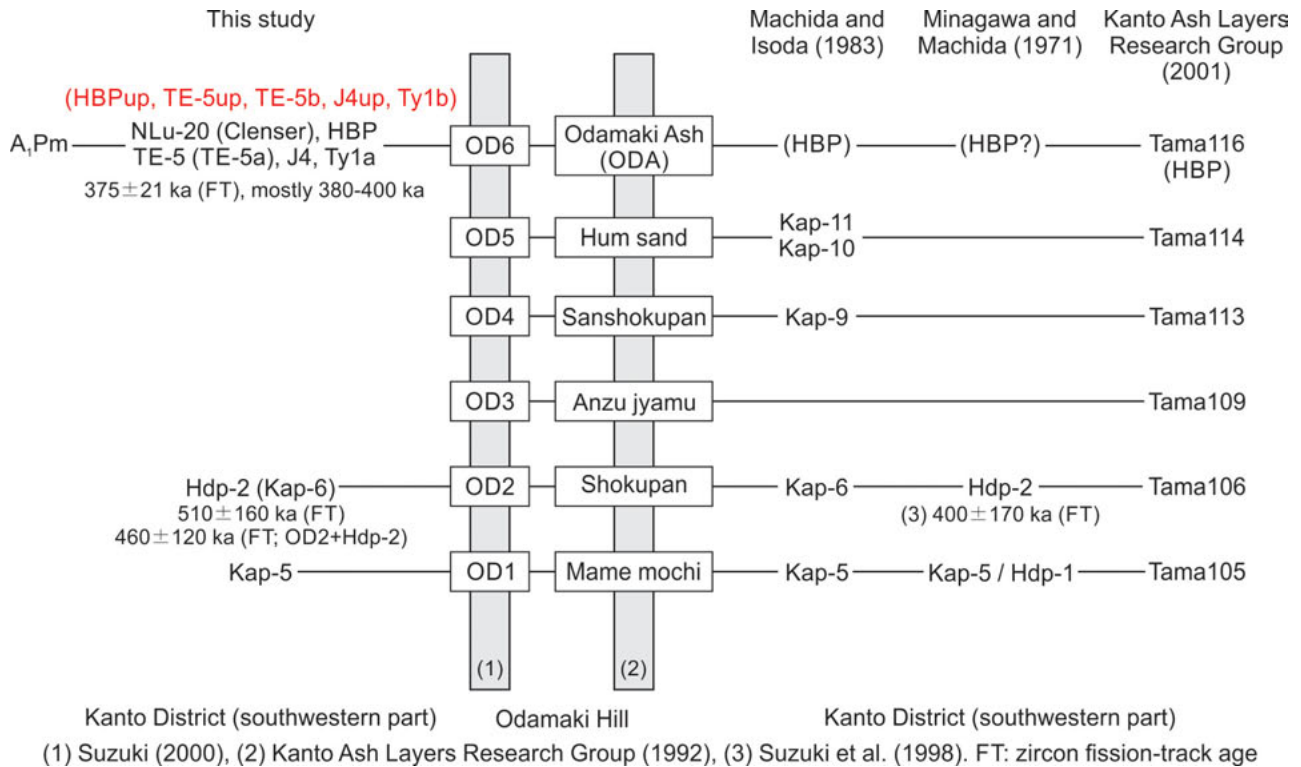 This study
Machida and
Isoda (1983)
Minagawa and
Machida (1971)
Kanto Ash Layers
Research Group
(2001)
(HBPup, TE-5up, TE-5b, J4up, Ty1b)
A₁Pm
NLu-20 (Clenser), HBP
TE-5 (TE-5a), J4, Ty1a
375±21 ka (FT), mostly 380-400 ka
OD6
Odamaki Ash
(ODA)
(HBP)
(HBP?)
Tama116
(HBP)
OD5
Hum sand
Kap-11
Kap-10
Tama114
OD4
Sanshokupan
Kap-9
Tama113
OD3
Anzu jyamu
Tama109
Hdp-2 (Kap-6)
510±160 ka (FT)
460±120 ka (FT; OD2+Hdp-2)
OD2
Shokupan
Kap-6
Hdp-2
(3) 400±170 ka (FT)
Tama106
Kap-5
OD1
Mame mochi
Kap-5
Kap-5 / Hdp-1
Tama105
(1)
(2)
Kanto District (southwestern part)
Odamaki Hill
Kanto District (southwestern part)
(1) Suzuki (2000), (2) Kanto Ash Layers Research Group (1992), (3) Suzuki et al. (1998). FT: zircon fission-track age